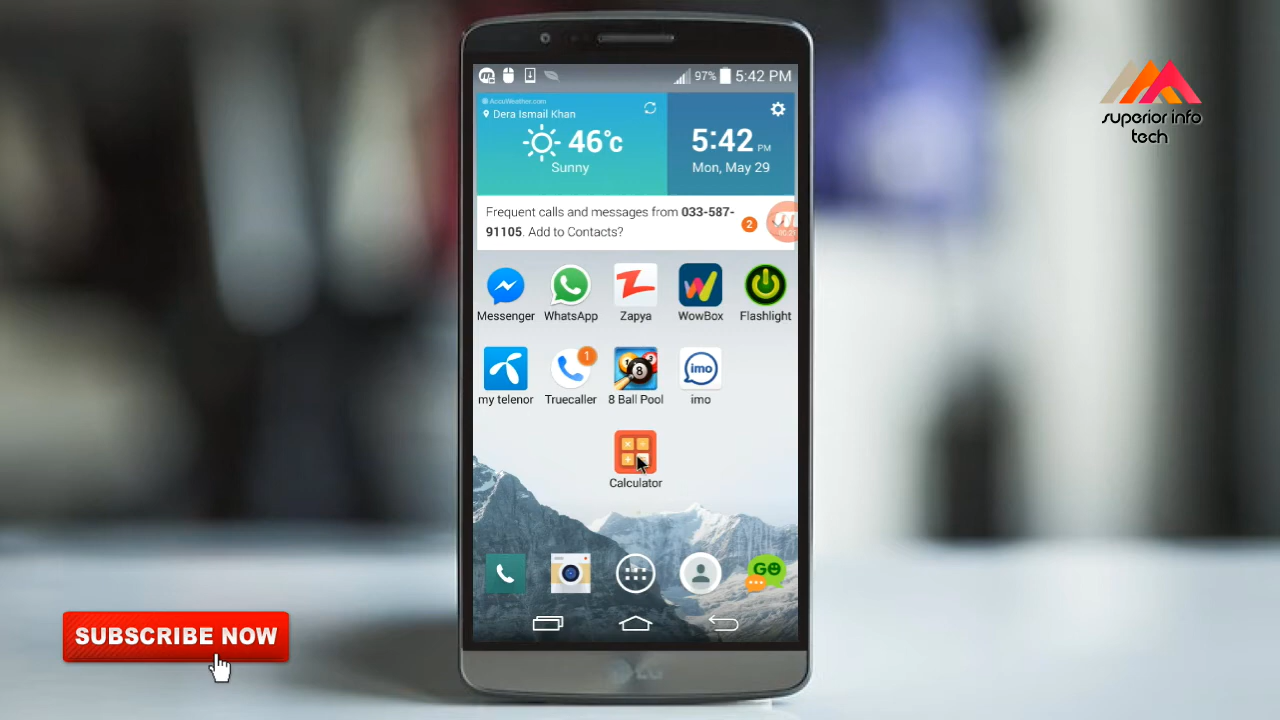 97% 5:42 PM
AccuWeather.com
Dera Ismail Khan
46°c
Sunny
5:42 PM
Mon, May 29
Frequent calls and messages from 033-587-
91105. Add to Contacts?
2
Messenger WhatsApp Zapya WowBox Flashlight
1
8
my telenor Truecaller 8 Ball Pool imo
imo
Calculator
GO
LG
superior info
tech
SUBSCRIBE NOW